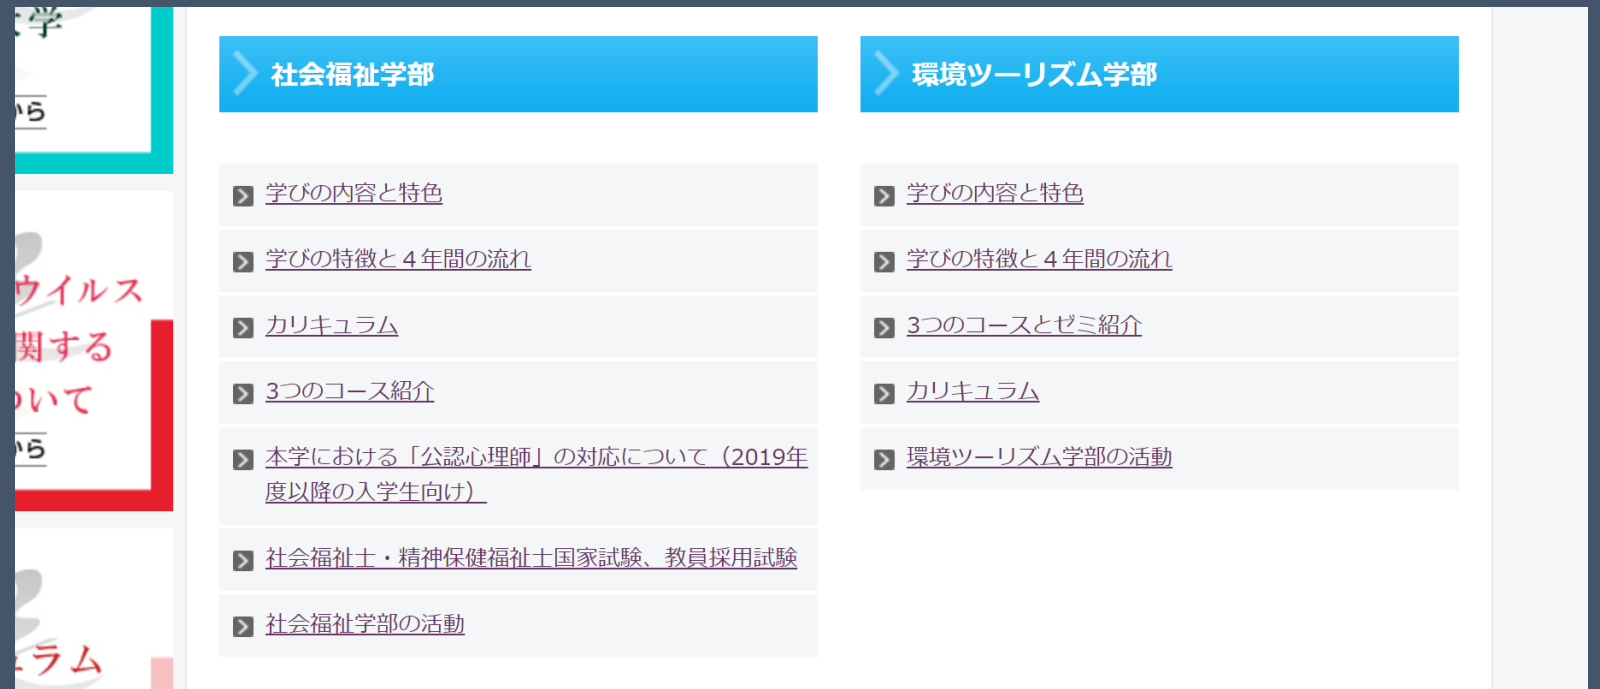 学
から
ウイルス
関する
ついて
から
ラム
社会福祉学部
学びの内容と特色
学びの特徴と４年間の流れ
カリキュラム
3つのコース紹介
本学における「公認心理師」の対応について（2019年
度以降の入学生向け）
社会福祉士・精神保健福祉士国家試験、教員採用試験
社会福祉学部の活動
環境ツーリズム学部
学びの内容と特色
学びの特徴と４年間の流れ
3つのコースとゼミ紹介
カリキュラム
環境ツーリズム学部の活動